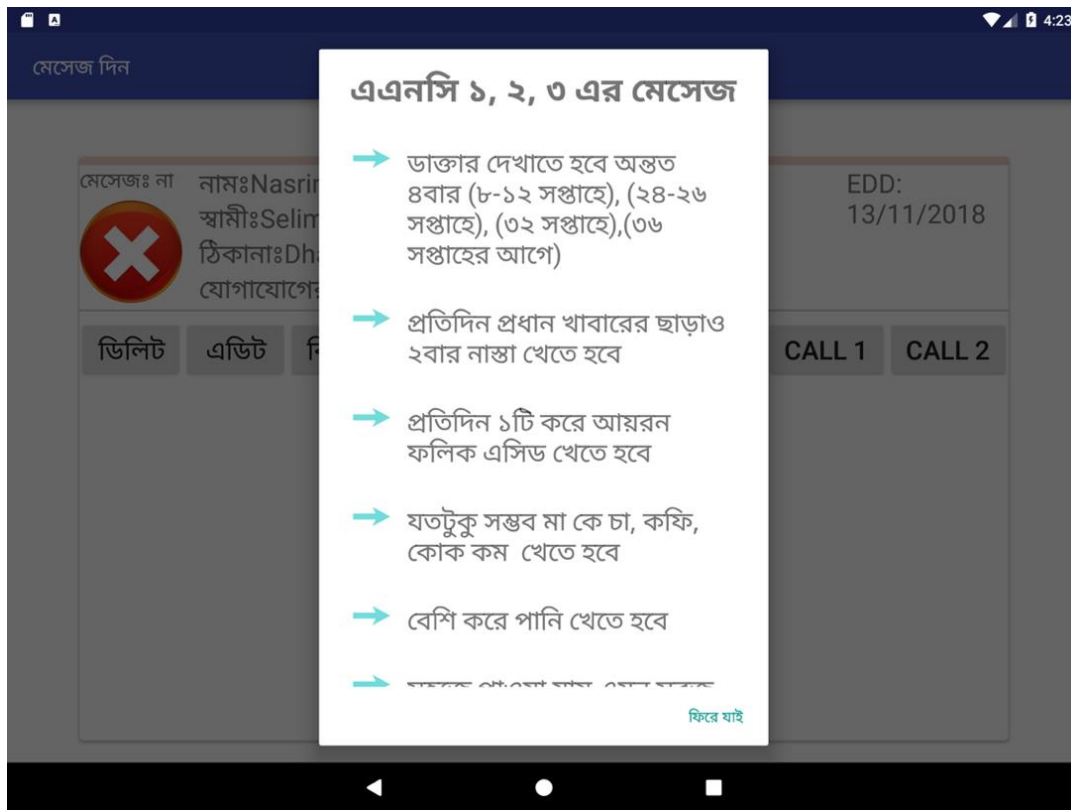 4:23
মেসেজ দিন
এএনসি ১, ২, ৩ এর মেসেজ
ডাক্তার দেখাতে হবে অন্তত
৪বার (৮-১২ সপ্তাহে), (২৪-২৬
সপ্তাহে), (৩২ সপ্তাহে),(৩৬
সপ্তাহের আগে)
প্রতিদিন প্রধান খাবারের ছাড়াও
২বার নাস্তা খেতে হবে
প্রতিদিন ১টি করে আয়রন
ফলিক এসিড খেতে হবে
যতটুকু সম্ভব মা কে চা, কফি,
কোক কম  খেতে হবে
বেশি করে পানি খেতে হবে
ফিরে যাই
মেসেজঃ না
নামঃNasrin
স্বামীঃSelim
ঠিকানাঃ
EDD:
13/11/2018
ডিলিট এডিট
CALL 1 CALL 2